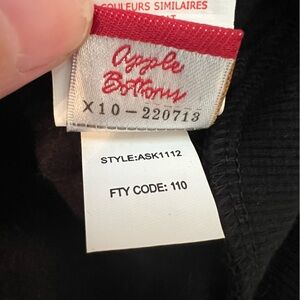 COULEURS SIMILAIRES
Apple
Bottoms
X10-220713
STYLE:ASK1112
FTY CODE: 110